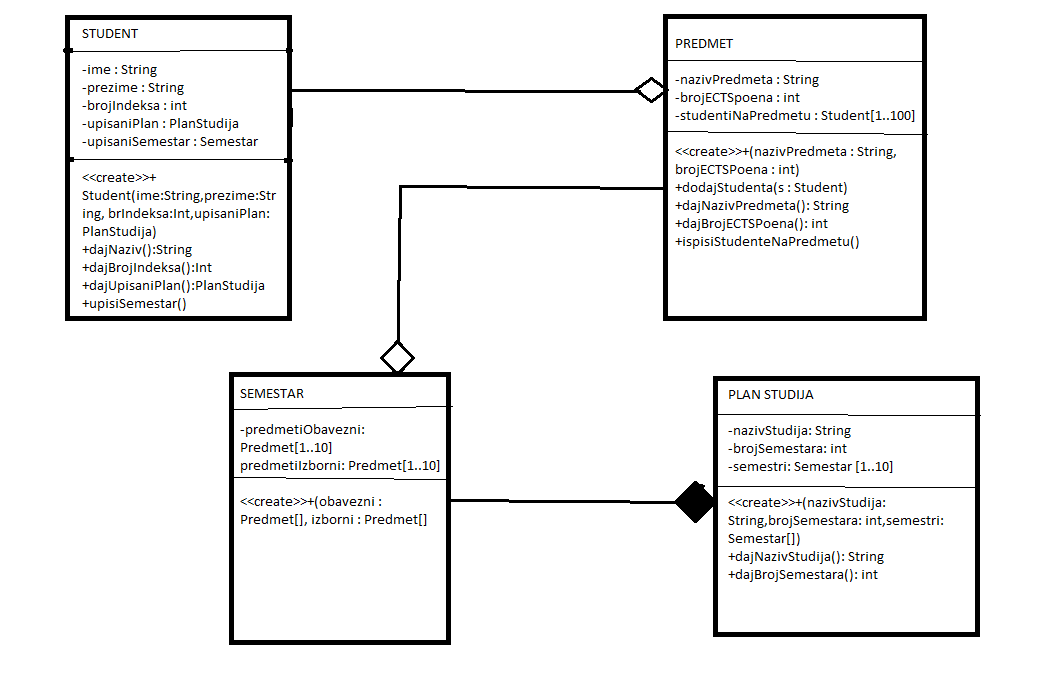 STUDENT
-ime : String
-prezime : String
-brojIndeksa : int
-upisaniPlan : PlanStudija
-upisaniSemestar : Semestar
<<create>>+
Student(ime:String,prezime:Str
ing, brIndeksa:Int,upisaniPlan:
PlanStudija)
+dajNaziv():String
+dajBrojIndeksa():Int
+dajUpisaniPlan():PlanStudija
+upisiSemestar()
PREDMET
-nazivPredmeta : String
-brojECTSpoena : int
-studentiNaPredmetu : Student[1..100]
<<create>>+(nazivPredmeta : String,
brojECTSPoena : int)
+dodajStudenta(s : Student)
+dajNazivPredmeta(): String
+dajBrojECTSPoena(): int
+ispisiStudenteNaPredmetu()
SEMESTAR
-predmetiObavezni:
Predmet[1..10]
predmetiIzborni: Predmet[1..10]
<<create>>+(obavezni :
Predmet[], izborni : Predmet[]
PLAN STUDIJA
-nazivStudija: String
-brojSemestara: int
-semestri: Semestar [1..10]
<<create>>+(nazivStudija:
String,brojSemestara: int,semestri:
Semestar[])
+dajNazivStudija(): String
+dajBrojSemestara(): int